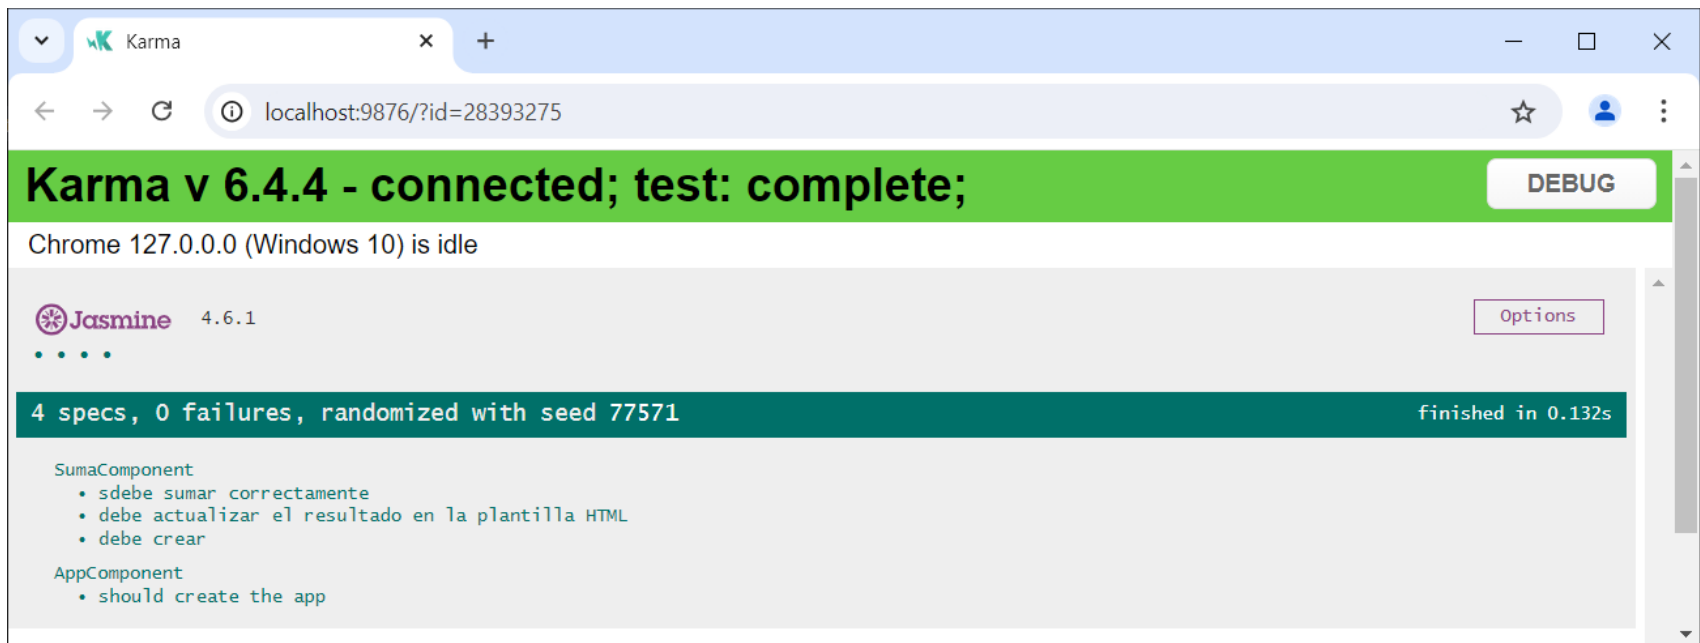 Karma
localhost:9876/?id=28393275
Karma v 6.4.4 - connected; test: complete;
DEBUG
Chrome 127.0.0.0 (Windows 10) is idle
Jasmine 4.6.1
Options
• • • •
4 specs, 0 failures, randomized with seed 77571
finished in 0.132s
SumaComponent
• sdebe sumar correctamente
• debe actualizar el resultado en la plantilla HTML
• debe crear
AppComponent
• should create the app